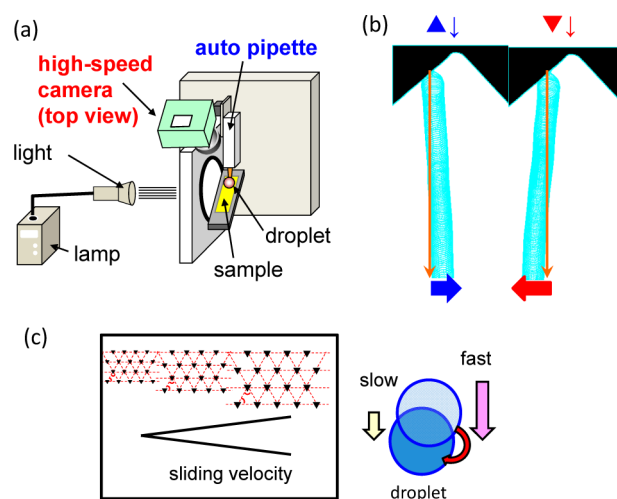 (a)
auto pipette
high-speed
camera
(top view)
light
lamp
droplet
sample
(b)
(c)
sliding velocity
slow
fast
droplet